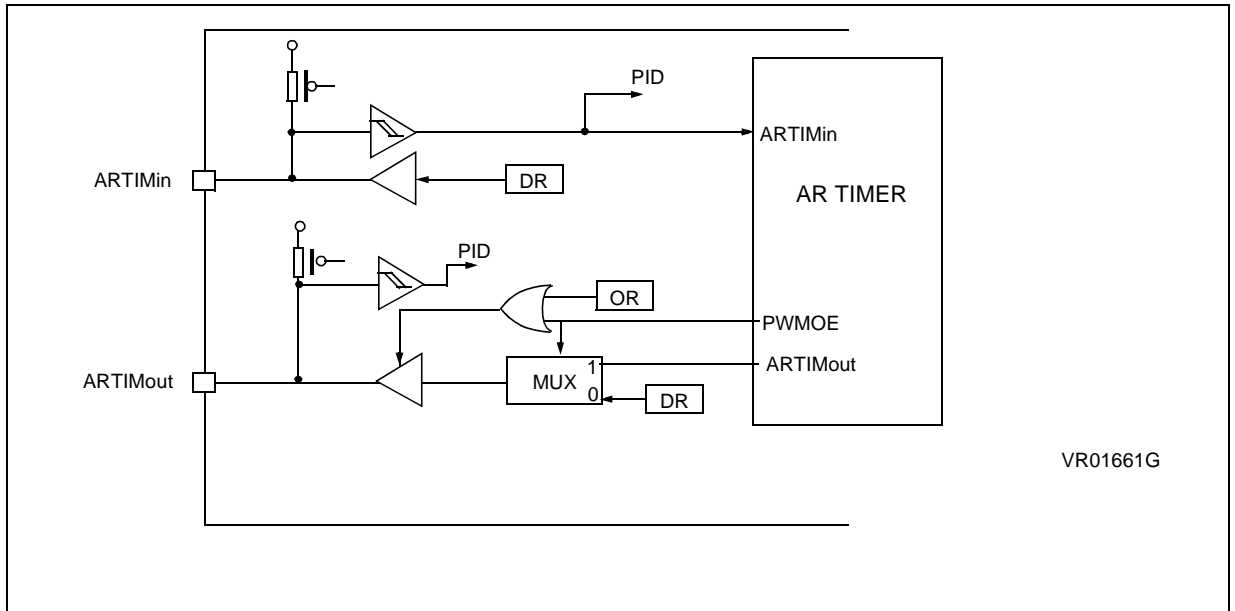 PID
ARTIMin
ARTIMin
DR
AR TIMER
PID
OR
PWMOE
ARTIMout
ARTIMout
MUX
1
0
DR
VR01661G